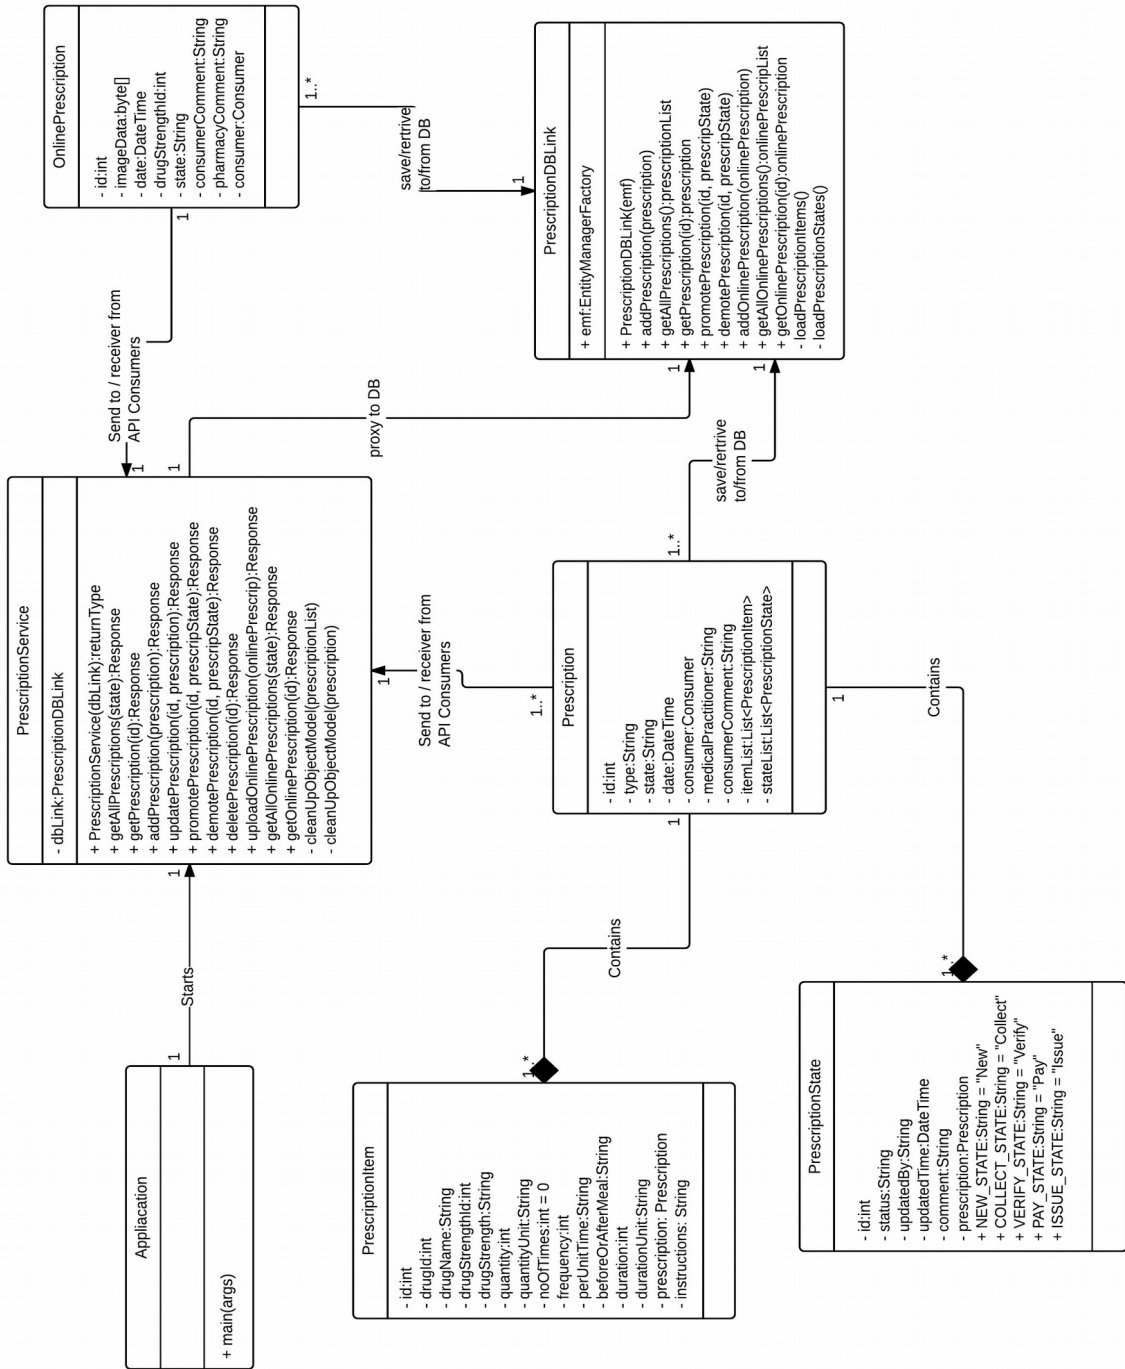 Appliacation
+ main(args)
1
Starts
1
PrescriptionService
- dbLink:PrescriptionDBLink
+ PrescriptionService(dbLink):returnType
+ getAllPrescriptions(state):Response
+ getPrescription(id):Response
+ addPrescription(prescription):Response
+ updatePrescription(id, prescription):Response
+ promotePrescription(id, prescripState):Response
+ demotePrescription(id, prescripState):Response
+ deletePrescription(id):Response
+ uploadOnlinePrescription(onlinePrescrip):Response
+ getAllOnlinePrescriptions(state):Response
+ getOnlinePrescription(id):Response
- cleanUpObjectModel(prescriptionList)
- cleanUpObjectModel(prescription)
1
1
Send to / receiver from
API Consumers
1
OnlinePrescription
- id:int
- imageData:byte[]
- date:DateTime
- drugStrengthId:int
- state:String
- consumerComment:String
- pharmacyComment:String
- consumer:Consumer
1..*
save/rertrive
to/from DB
1
proxy to DB
1
PrescriptionItem
- id:int
- drugId:int
- drugName:String
- drugStrengthId:int
- drugStrength:String
- quantity:int
- quantityUnit:String
- noOfTimes:int = 0
- frequency:int
- perUnitTime:String
- beforeOrAfterMeal:String
- duration:int
- durationUnit:String
- prescription: Prescription
- instructions: String
1..*
Contains
1
1
Send to / receiver from
API Consumers
1..*
Prescription
- id:int
- type:String
- state:String
- date:DateTime
- consumer:Consumer
- medicalPractitioner:String
- consumerComment:String
- itemList:List<PrescriptionItem>
- stateList:List<PrescriptionState>
1..*
save/rertrive
to/from DB
1
PrescriptionDBLink
+ emf:EntityManagerFactory
+ PrescriptionDBLink(emf)
+ addPrescription(prescription)
+ getAllPrescriptions():prescriptionList
+ getPrescription(id):prescription
+ promotePrescription(id, prescripState)
+ demotePrescription(id, prescripState)
+ addOnlinePrescription(onlinePrescription)
+ getAllOnlinePrescriptions():onlinePrescripList
+ getOnlinePrescription(id):onlinePrescription
- loadPrescriptionItems()
- loadPrescriptionStates()
PrescriptionState
- id:int
- status:String
- updatedBy:String
- updatedTime:DateTime
- comment:String
- prescription:Prescription
+ NEW_STATE:String = "New"
+ COLLECT_STATE:String = "Collect"
+ VERIFY_STATE:String = "Verify"
+ PAY_STATE:String = "Pay"
+ ISSUE_STATE:String = "Issue"
1..*
Contains
1